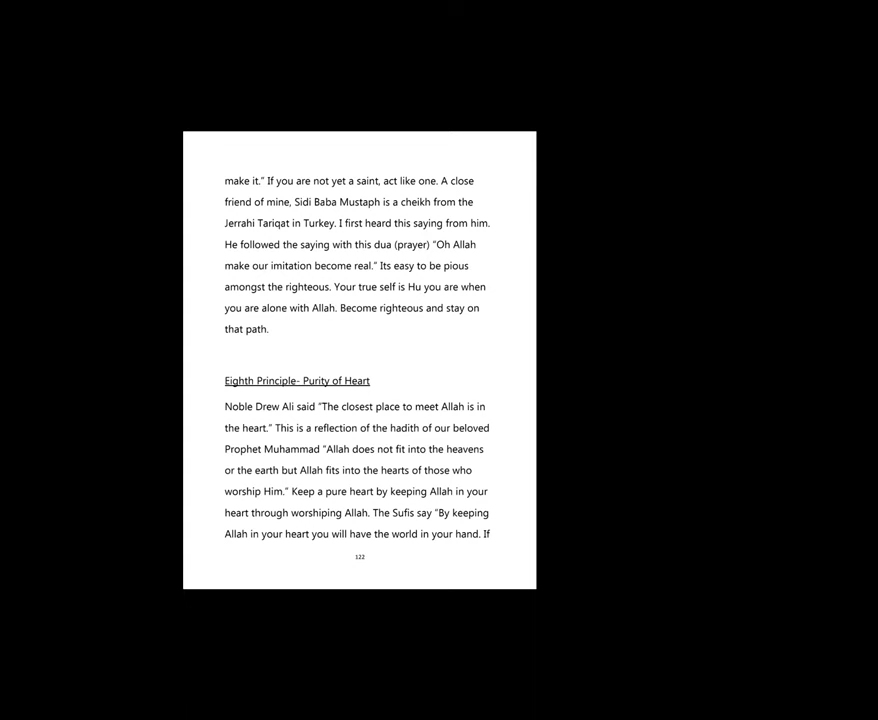 make it.” If you are not yet a saint, act like one. A close
friend of mine, Sidi Baba Mustaph is a cheikh from the
Jerrahi Tariqat in Turkey. I first heard this saying from him.
He followed the saying with this dua (prayer) “Oh Allah
make our imitation become real.” Its easy to be pious
amongst the righteous. Your true self is Hu you are when
you are alone with Allah. Become righteous and stay on
that path.
Eighth Principle- Purity of Heart
Noble Drew Ali said “The closest place to meet Allah is in
the heart.” This is a reflection of the hadith of our beloved
Prophet Muhammad “Allah does not fit into the heavens
or the earth but Allah fits into the hearts of those who
worship Him.” Keep a pure heart by keeping Allah in your
heart through worshiping Allah. The Sufis say “By keeping
Allah in your heart you will have the world in your hand. If
122